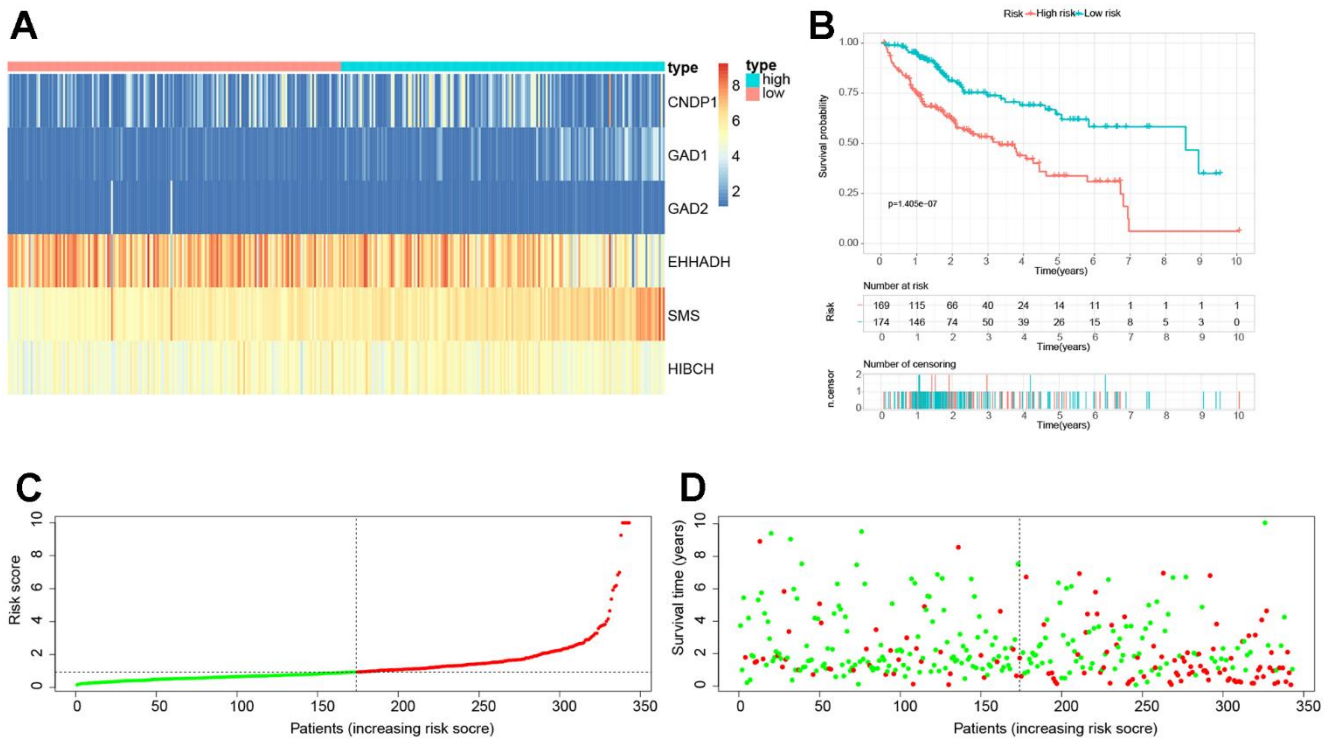 A
type
CNDP1
GAD1
GAD2
EHHADH
SMS
HIBCH
8
6
4
2
type
high
low
B
Risk High risk Low risk
Survival probability
1.00
0.75
0.50
0.25
0.00
p=1.405e-07
0 1 2 3 4 5 6 7 8 9 10
Time(years)
Number at risk
Risk
169 115 66 40 24 14 11 1 1 1 1
174 146 74 50 39 26 15 8 5 3 0
0 1 2 3 4 5 6 7 8 9 10
Time(years)
Number of censoring
n.censor
2
1
0
0 1 2 3 4 5 6 7 8 9 10
Time(years)
C
Risk score
10
8
6
4
2
0
0 50 100 200 250 300 350
Patients (increasing risk socre)
D
Survival time (years)
10
8
6
4
2
0
0 50 100 150 200 250 300 350
Patients (increasing risk socre)